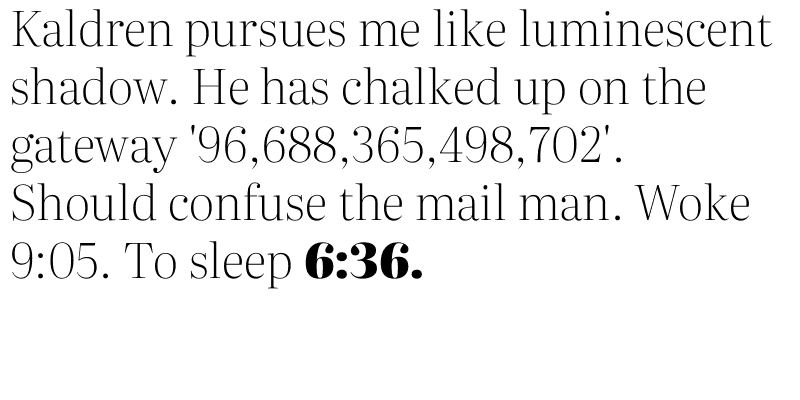 Kaldren pursues me like luminescent
shadow. He has chalked up on the
gateway '96,688,365,498,702'.
Should confuse the mail man. Woke
9:05. To sleep 6:36.